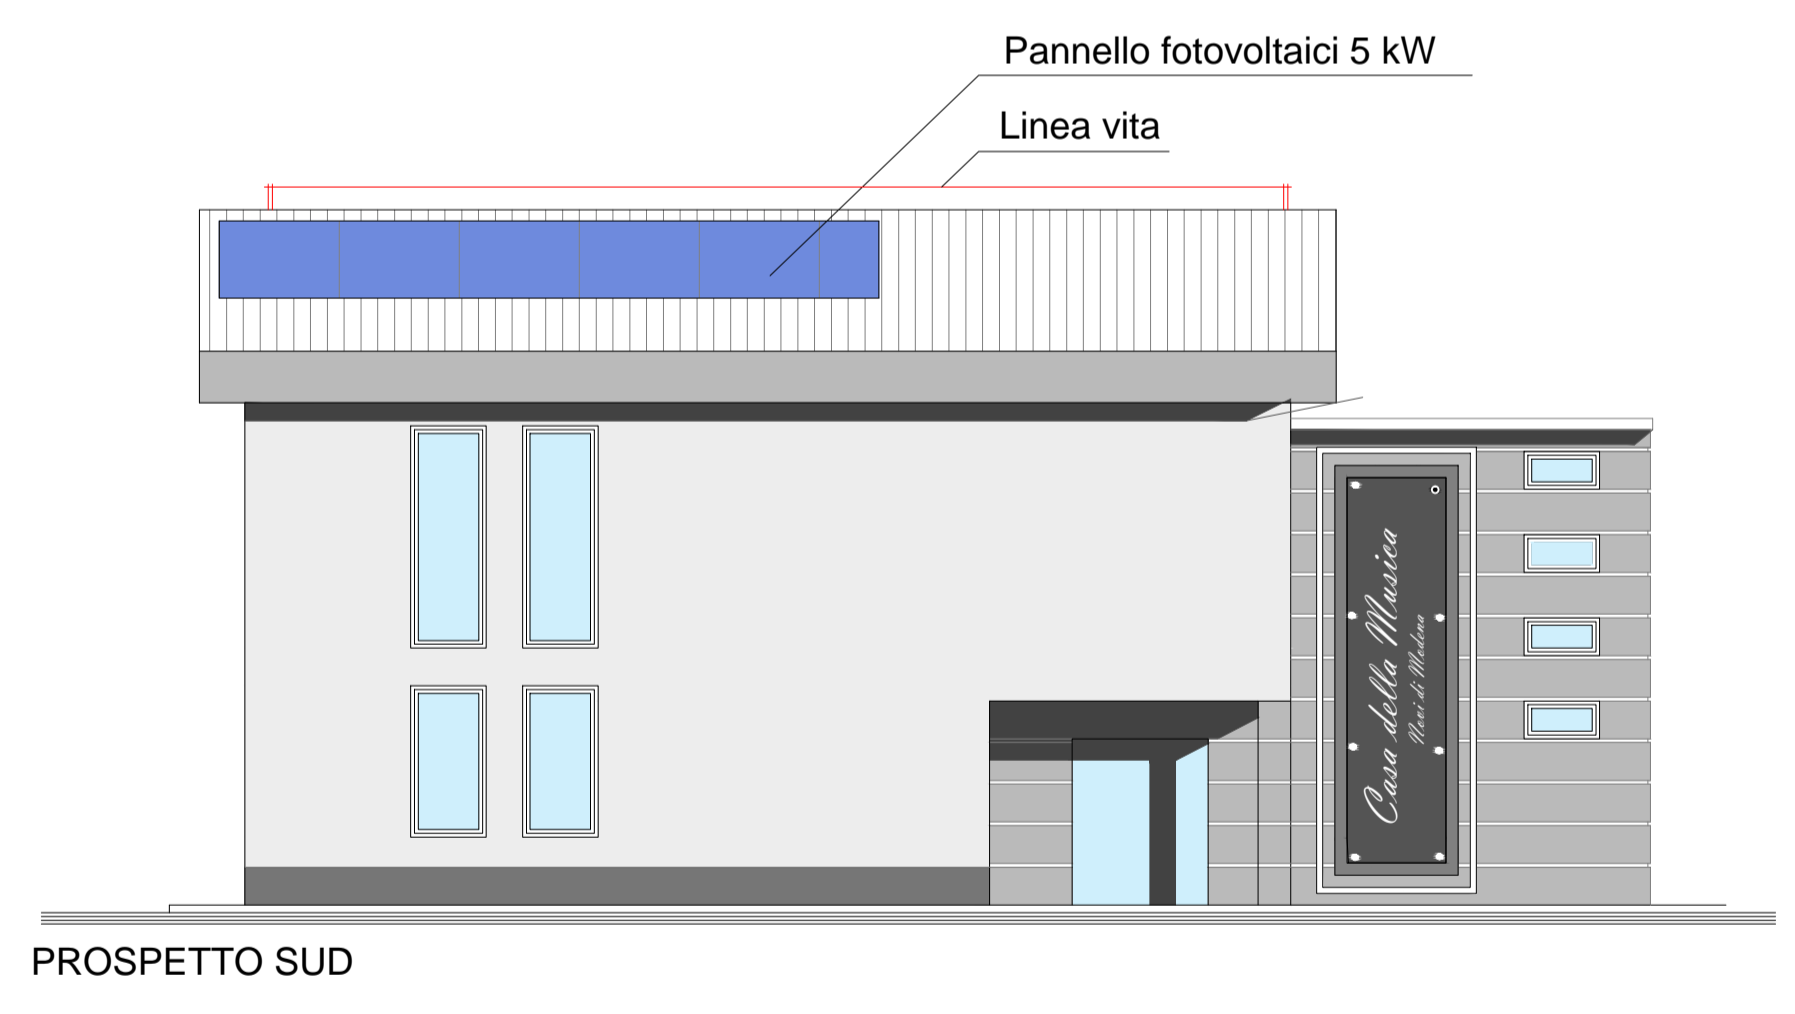 Pannello fotovoltaici 5 kW
Linea vita
Casa della Musica
Novi di Modena
PROSPETTO SUD